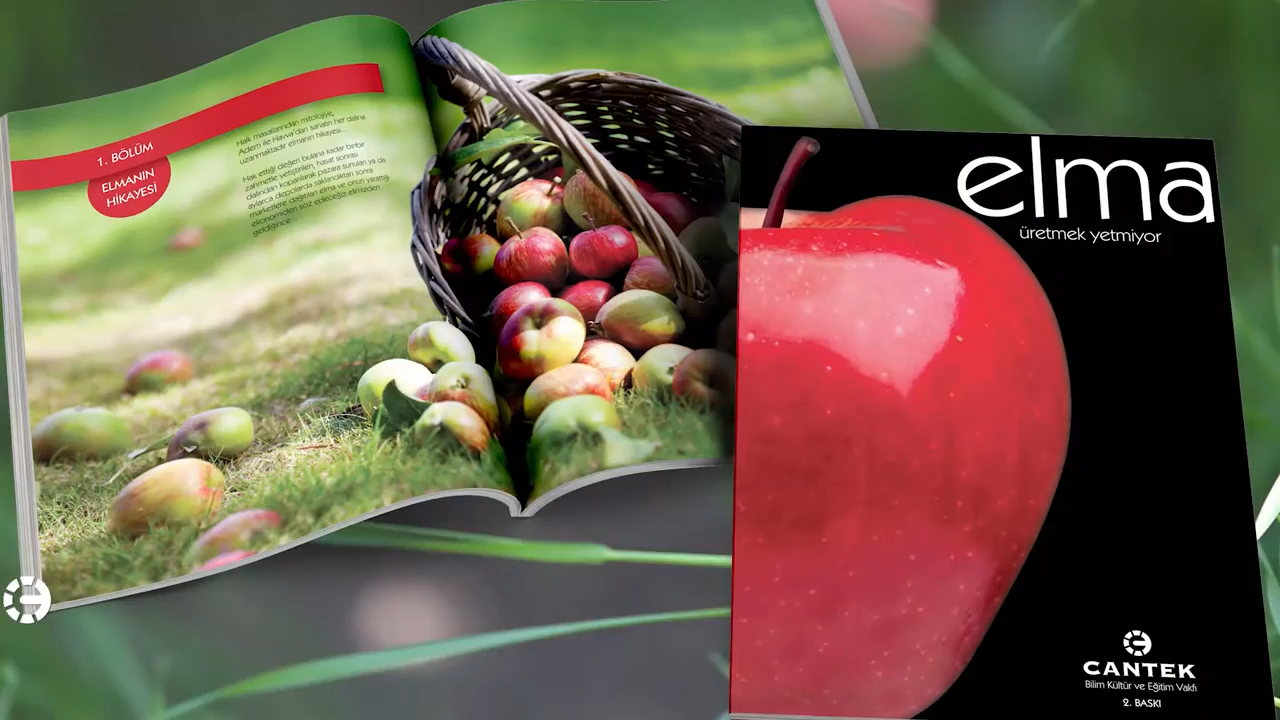 1. BÖLÜM
ELMANIN
HİKAYESİ
Halk masallarından mitolojiye,
Adem ile Havva'dan sanatın her dalına
uzanmaktadır elmanın hikayesi...
Hak ettiği değeri bulana kadar binbir
zahmetle yetiştirilen, hasat sonrası
dalından koparılarak pazara sunulan ya da
aylarca depolarda saklandıktan sonra
marketlere dağıtılan elma ve onun yarattığı
ekonomiden söz edeceğiz elinizden
geldiğince...
elma
üretmek yetmiyor
CANTEK
Bilim Kültür ve Eğitim Vakfı
2. BASKI